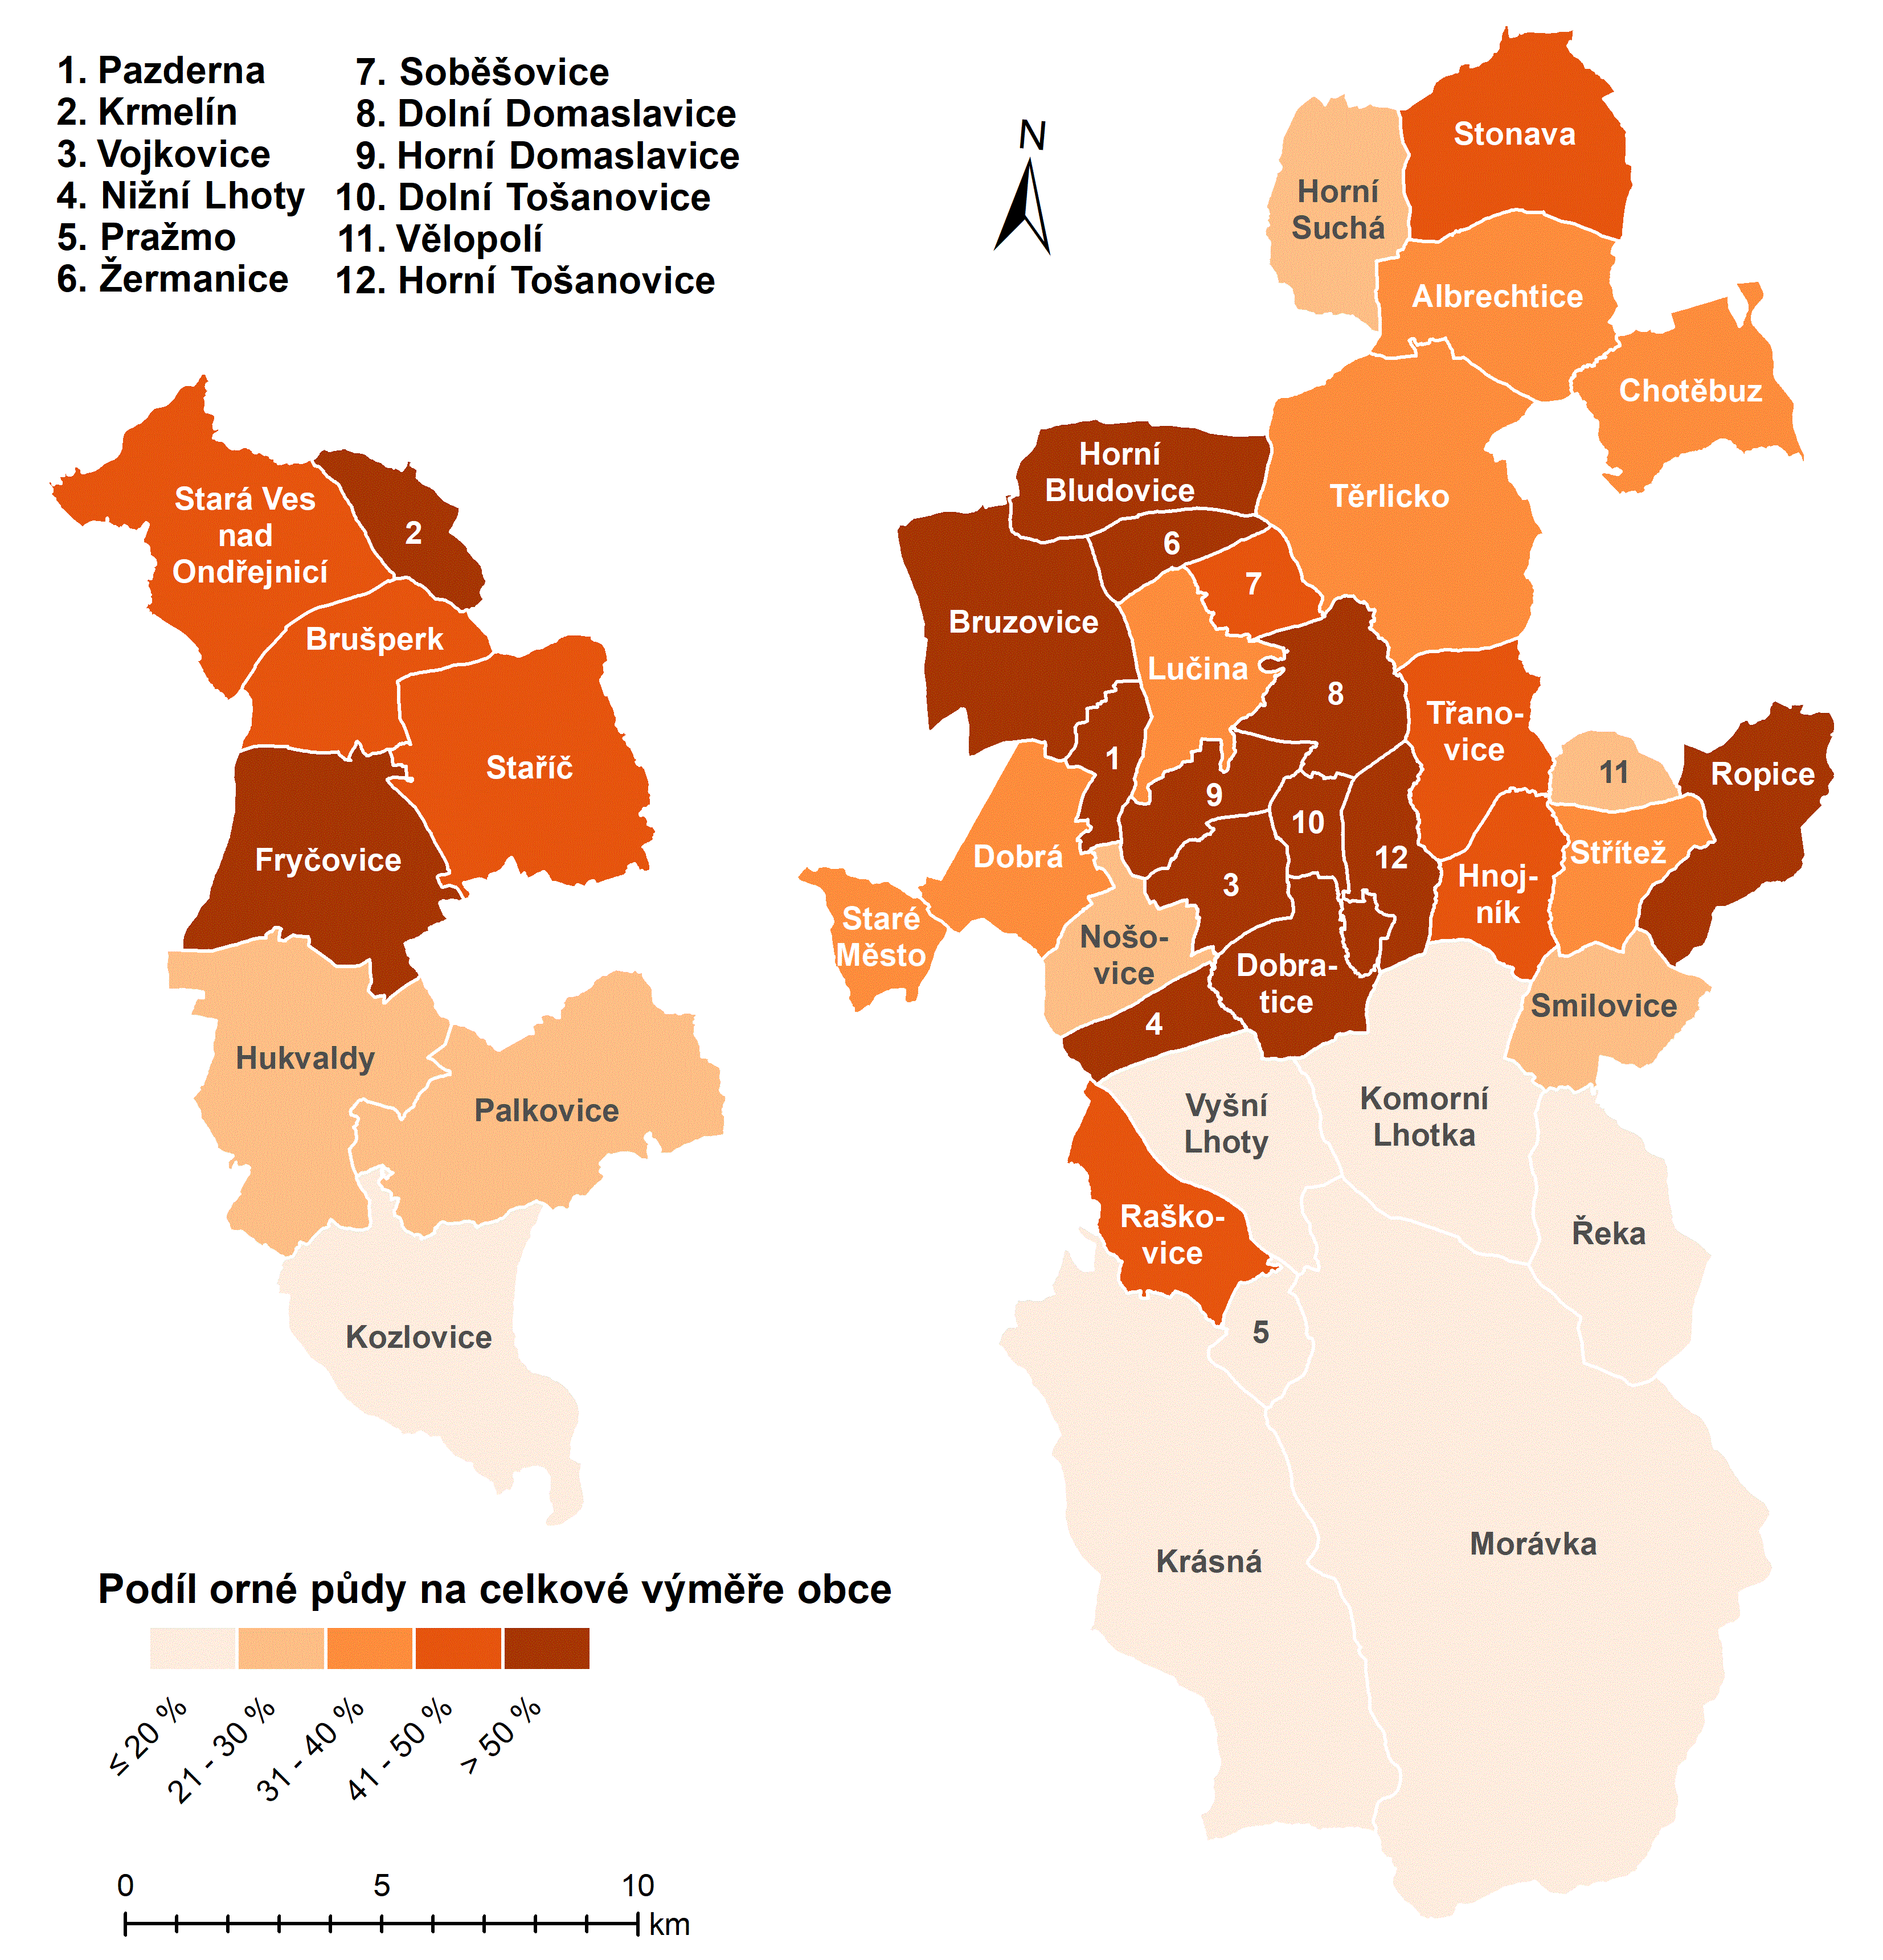 1. Pazderna
2. Krmelín
3. Vojkovice
4. Nižní Lhoty
5. Pražmo
6. Žermanice
7. Soběšovice
8. Dolní Domaslavice
9. Horní Domaslavice
10. Dolní Tošanovice
11. Vělopolí
12. Horní Tošanovice
N
Stonava
Horní
Suchá
Albrechtice
Chotěbuz
Horní
Bludovice
Těrlicko
Stará Ves
nad
Ondřejnicí
2
6
7
Bruzovice
Brušperk
Lučina
8
Třano-
vice
Staříč
1
11
Ropice
9
10
Fryčovice
Dobrá
12
Střítež
3
Hnoj-
ník
Staré
Město
Nošo-
vice
Dobra-
tice
Smilovice
4
Hukvaldy
Palkovice
Vyšní
Lhoty
Komorní
Lhotka
Raško-
vice
Řeka
Kozlovice
5
Krásná
Morávka
Podíl orné půdy na celkové výměře obce
≤ 20 %
21 - 30 %
31 - 40 %
41 - 50 %
> 50 %
0 5 10
km